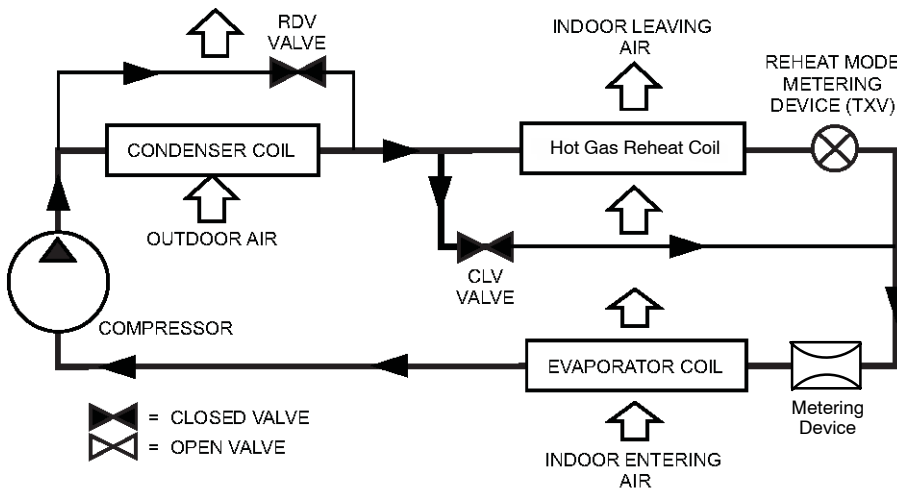 RDV
VALVE
INDOOR LEAVING
AIR
REHEAT MODE
METERING
DEVICE (TXV)
CONDENSER COIL
Hot Gas Reheat Coil
OUTDOOR AIR
CLV
VALVE
COMPRESSOR
EVAPORATOR COIL
= CLOSED VALVE
= OPEN VALVE
Metering
Device
INDOOR ENTERING
AIR